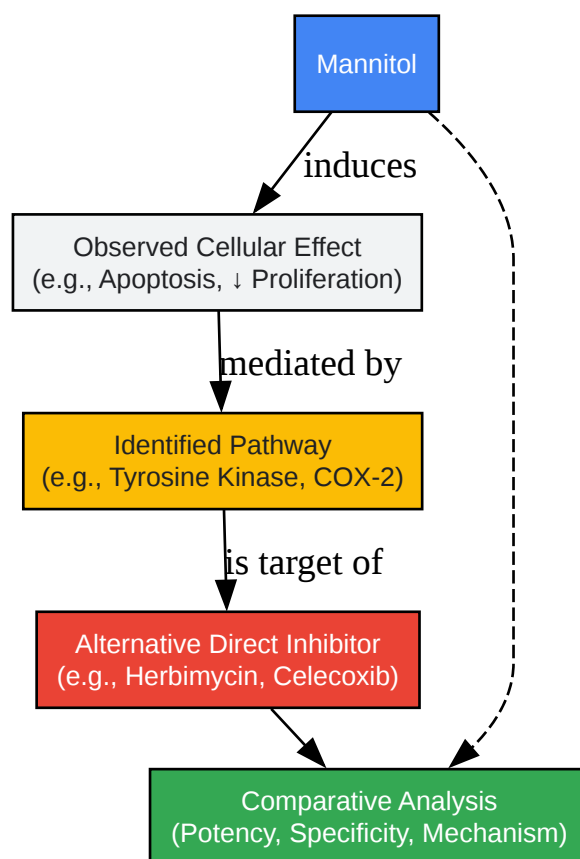 Mannitol
induces
Observed Cellular Effect
(e.g., Apoptosis, ↓ Proliferation)
mediated by
Identified Pathway
(e.g., Tyrosine Kinase, COX-2)
is target of
Alternative Direct Inhibitor
(e.g., Herbimycin, Celecoxib)
Comparative Analysis
(Potency, Specificity, Mechanism)